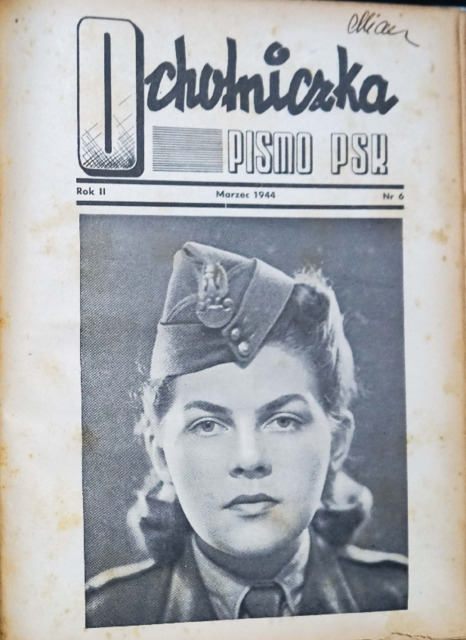 Ochotniczka
PISMO PSK
Rok II Marzec 1944 Nr 6